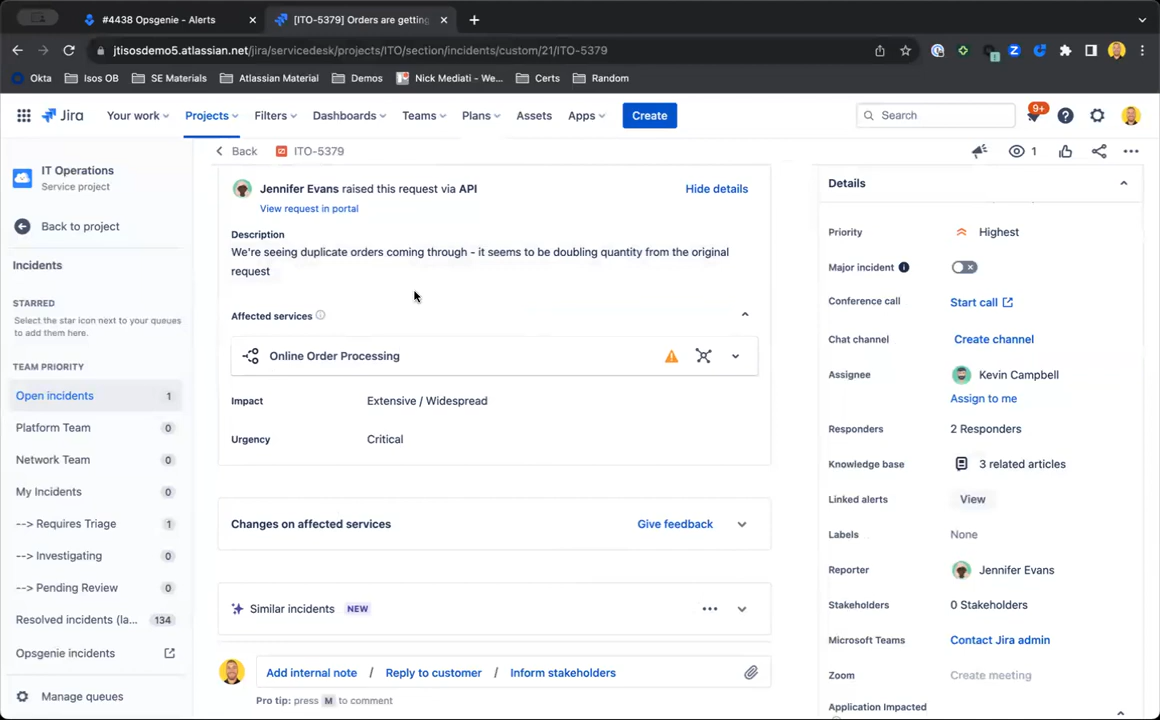 #4438 Opsgenie - Alerts
[ITO-5379] Orders are getting
jtisosdemo5.atlassian.net/jira/servicedesk/projects/ITO/section/incidents/custom/21/ITO-5379
Okta
Isos OB
SE Materials
Atlassian Material
Demos
Nick Mediati - We...
Certs
Random
Jira
Your work
Projects
Filters
Dashboards
Teams
Plans
Assets
Apps
Create
Search
9+
IT Operations
Service project
Back to project
Incidents
STARRED
Select the star icon next to your queues
to add them here.
TEAM PRIORITY
Open incidents 1
Platform Team 0
Network Team 0
My Incidents 0
--> Requires Triage 1
--> Investigating 0
--> Pending Review 0
Resolved incidents (la... 134
Opsgenie incidents
Manage queues
Back
ITO-5379
1
Jennifer Evans raised this request via API
Hide details
View request in portal
Description
We're seeing duplicate orders coming through - it seems to be doubling quantity from the original
request
Affected services
Online Order Processing
Impact Extensive / Widespread
Urgency Critical
Changes on affected services
Give feedback
Similar incidents NEW
Add internal note / Reply to customer / Inform stakeholders
Pro tip: press M to comment
Details
Priority Highest
Major incident
Conference call Start call
Chat channel Create channel
Assignee Kevin Campbell
Assign to me
Responders 2 Responders
Knowledge base 3 related articles
Linked alerts View
Labels None
Reporter Jennifer Evans
Stakeholders 0 Stakeholders
Microsoft Teams Contact Jira admin
Zoom Create meeting
Application Impacted